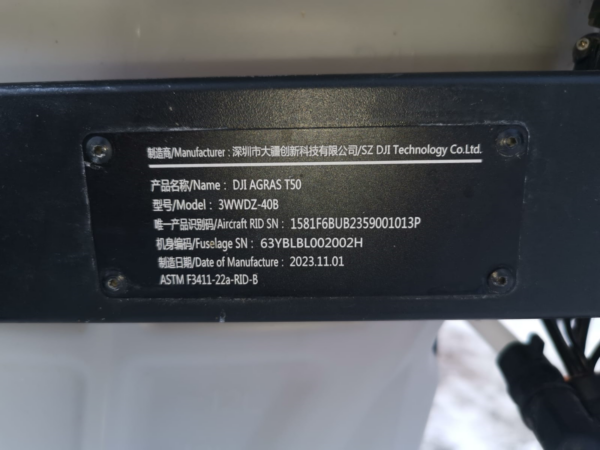 制造商/Manufacturer : 深圳市大疆创新科技有限公司/SZ DJI Technology Co.Ltd.
产品名称/Name : DJI AGRAS T50
型号/Model : 3WWDZ-40B
唯一产品识别码/Aircraft RID SN : 1581F6BUB2359001013P
机身编码/Fuselage SN : 63YBLBL002002H
制造日期/Date of Manufacture : 2023.11.01
ASTM F3411-22a-RID-B